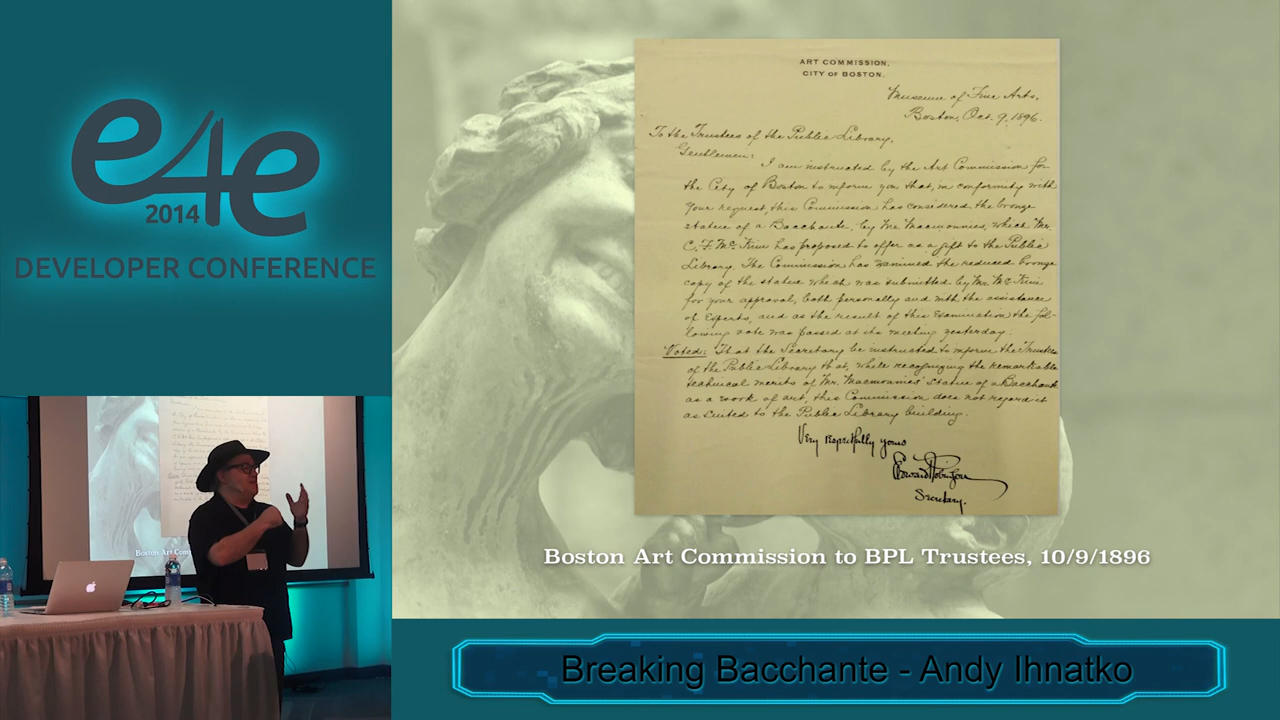 e4e
2014
DEVELOPER CONFERENCE
ART COMMISSION,
CITY OF BOSTON.
Museum of Fine Arts,
Boston, Oct. 9, 1896.
To the Trustees of the Public Library,
Gentlemen:
I am instructed by the Art Commission for
the City of Boston to inform you that, in conformity with
your request, this Commission has considered the bronze
statue of a Bacchante, by Mr. Macmonnies, which Mr.
C. F. McKim has proposed to offer as a gift to the Public
Library. The Commission has examined the reduced bronze
copy of the statue which was submitted by Mr. McKim
for your approval, both personally and with the assistance
of experts, and as the result of this examination the fol-
lowing vote was passed at its meeting yesterday:
Voted: That the Secretary be instructed to inform the Trustees
of the Public Library that, while recognizing the remarkable
technical merits of Mr. Macmonnies' statue of a Bacchante
as a work of art, this Commission does not regard it
as suited to the Public Library building.
Very respectfully yours
Edward Robinson
Secretary.
Boston Art Commission to BPL Trustees, 10/9/1896
Boston Art Com
Breaking Bacchante - Andy Ihnatko